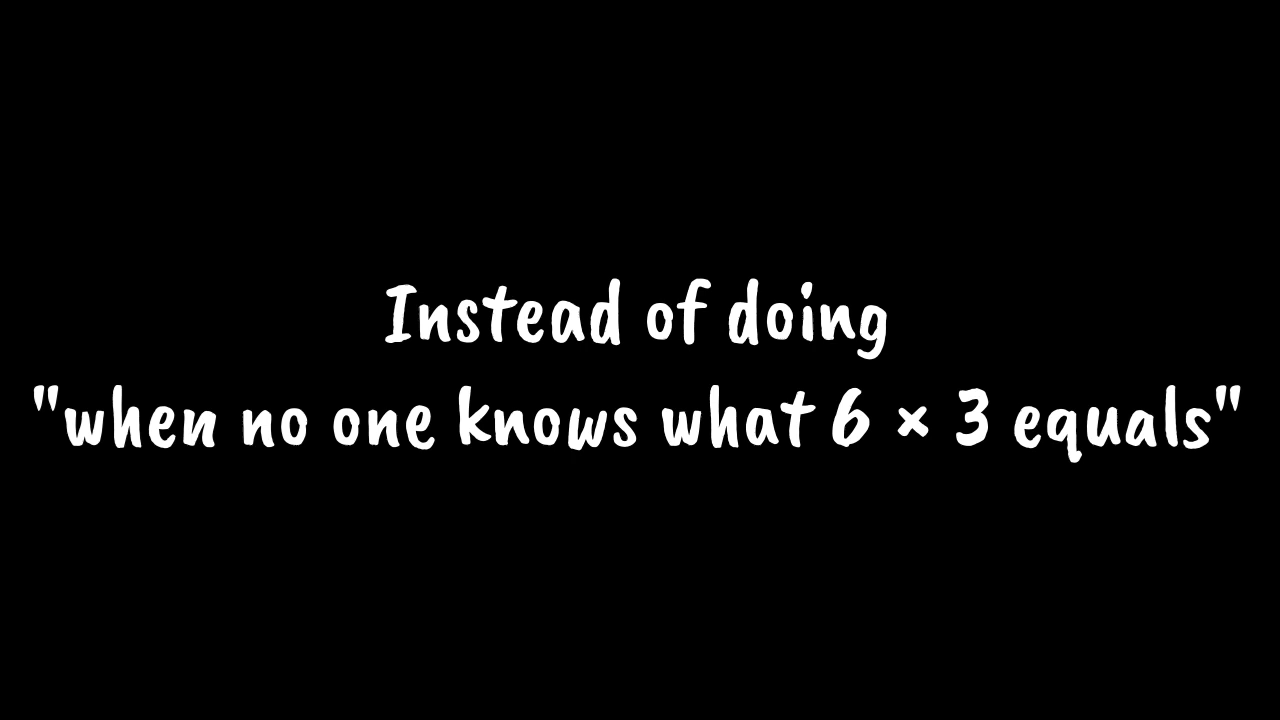 Instead of doing
"when no one knows what 6 × 3 equals"